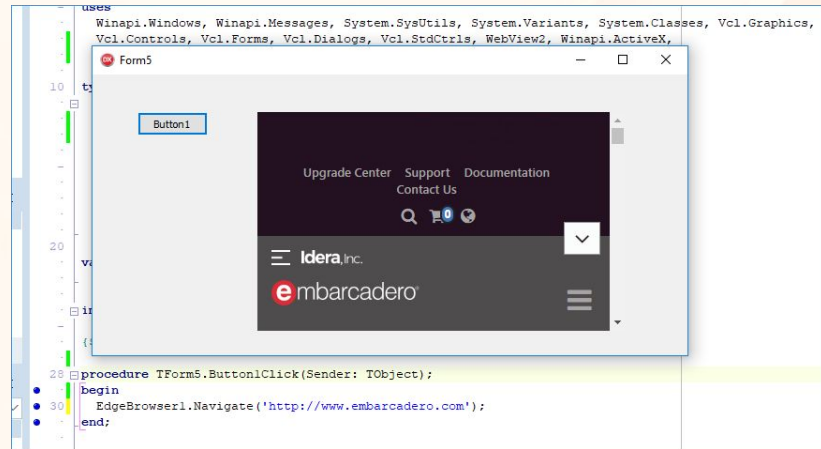 uses
Winapi.Windows, Winapi.Messages, System.SysUtils, System.Variants, System.Classes, Vcl.Graphics,
Vcl.Controls, Vcl.Forms, Vcl.Dialogs, Vcl.StdCtrls, WebView2, Winapi.ActiveX,
DX Form5
10
Button1
Upgrade Center Support Documentation
Contact Us
0
20
Idera,Inc.
embarcadero
28 procedure TForm5.Button1Click(Sender: TObject);
begin
30 EdgeBrowser1.Navigate('http://www.embarcadero.com');
end;